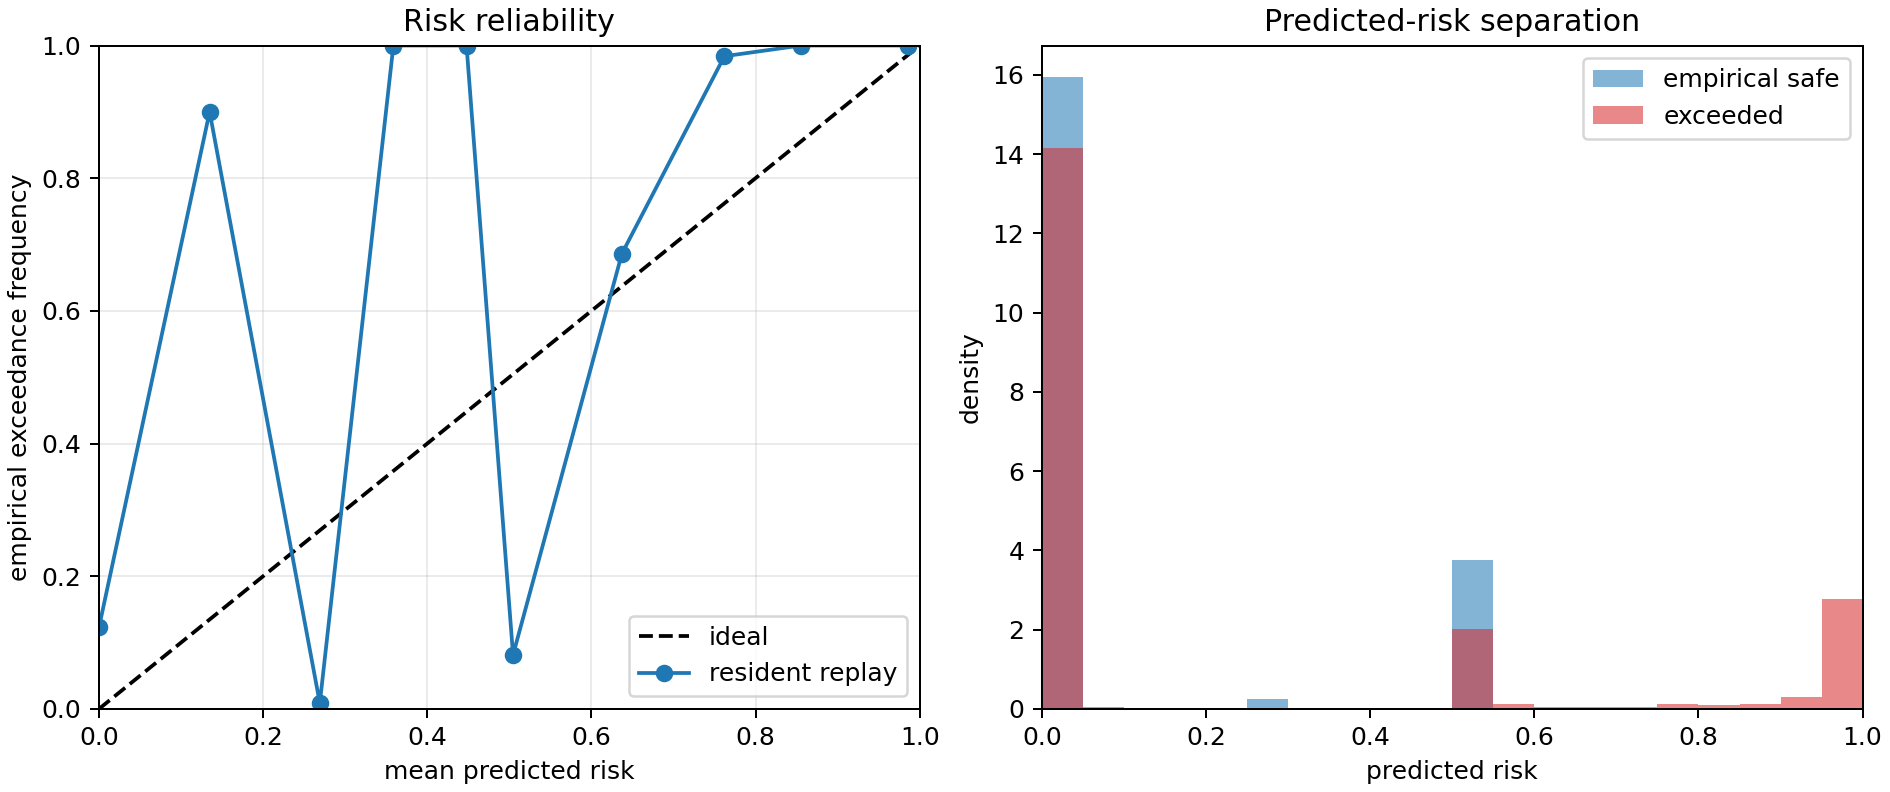 Risk reliability
1.0
0.8
0.6
0.4
0.2
0.0
empirical exceedance frequency
ideal
resident replay
0.0 0.2 0.4 0.6 0.8 1.0
mean predicted risk
Predicted-risk separation
16
14
12
10
8
6
4
2
0
density
empirical safe
exceeded
0.0 0.2 0.4 0.6 0.8 1.0
predicted risk